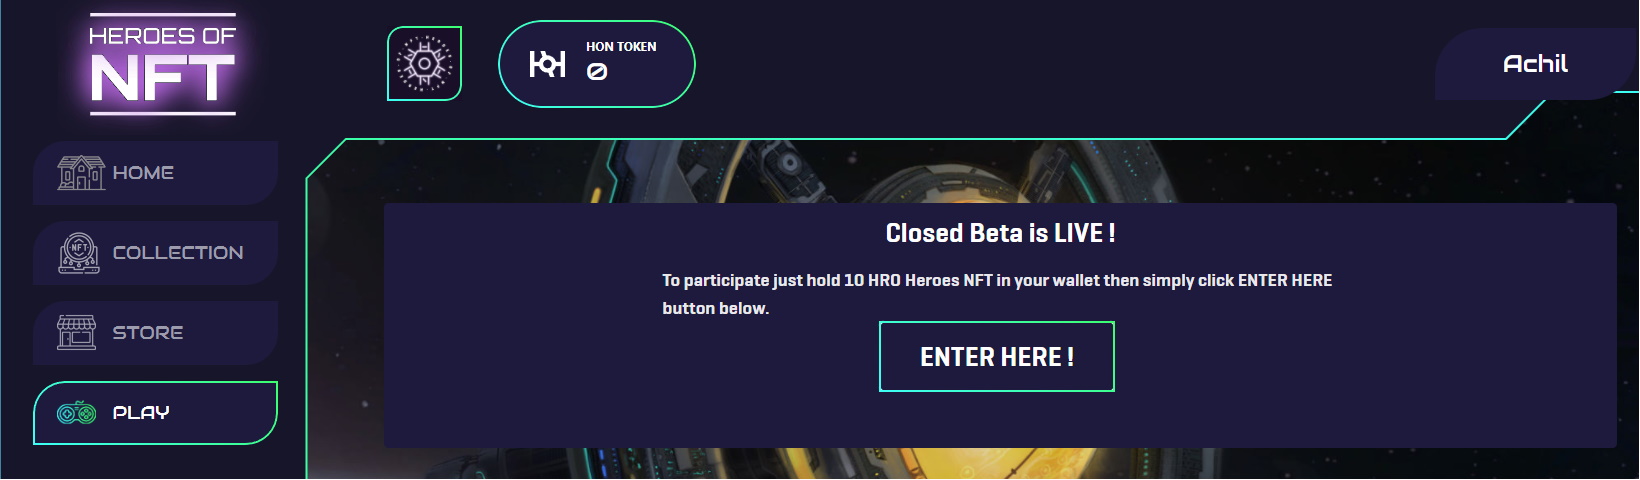 HEROES OF
NFT
HON TOKEN
0
Achil
HOME
NFT
COLLECTION
STORE
PLAY
Closed Beta is LIVE !
To participate just hold 10 HRO Heroes NFT in your wallet then simply click ENTER HERE
button below.
ENTER HERE !